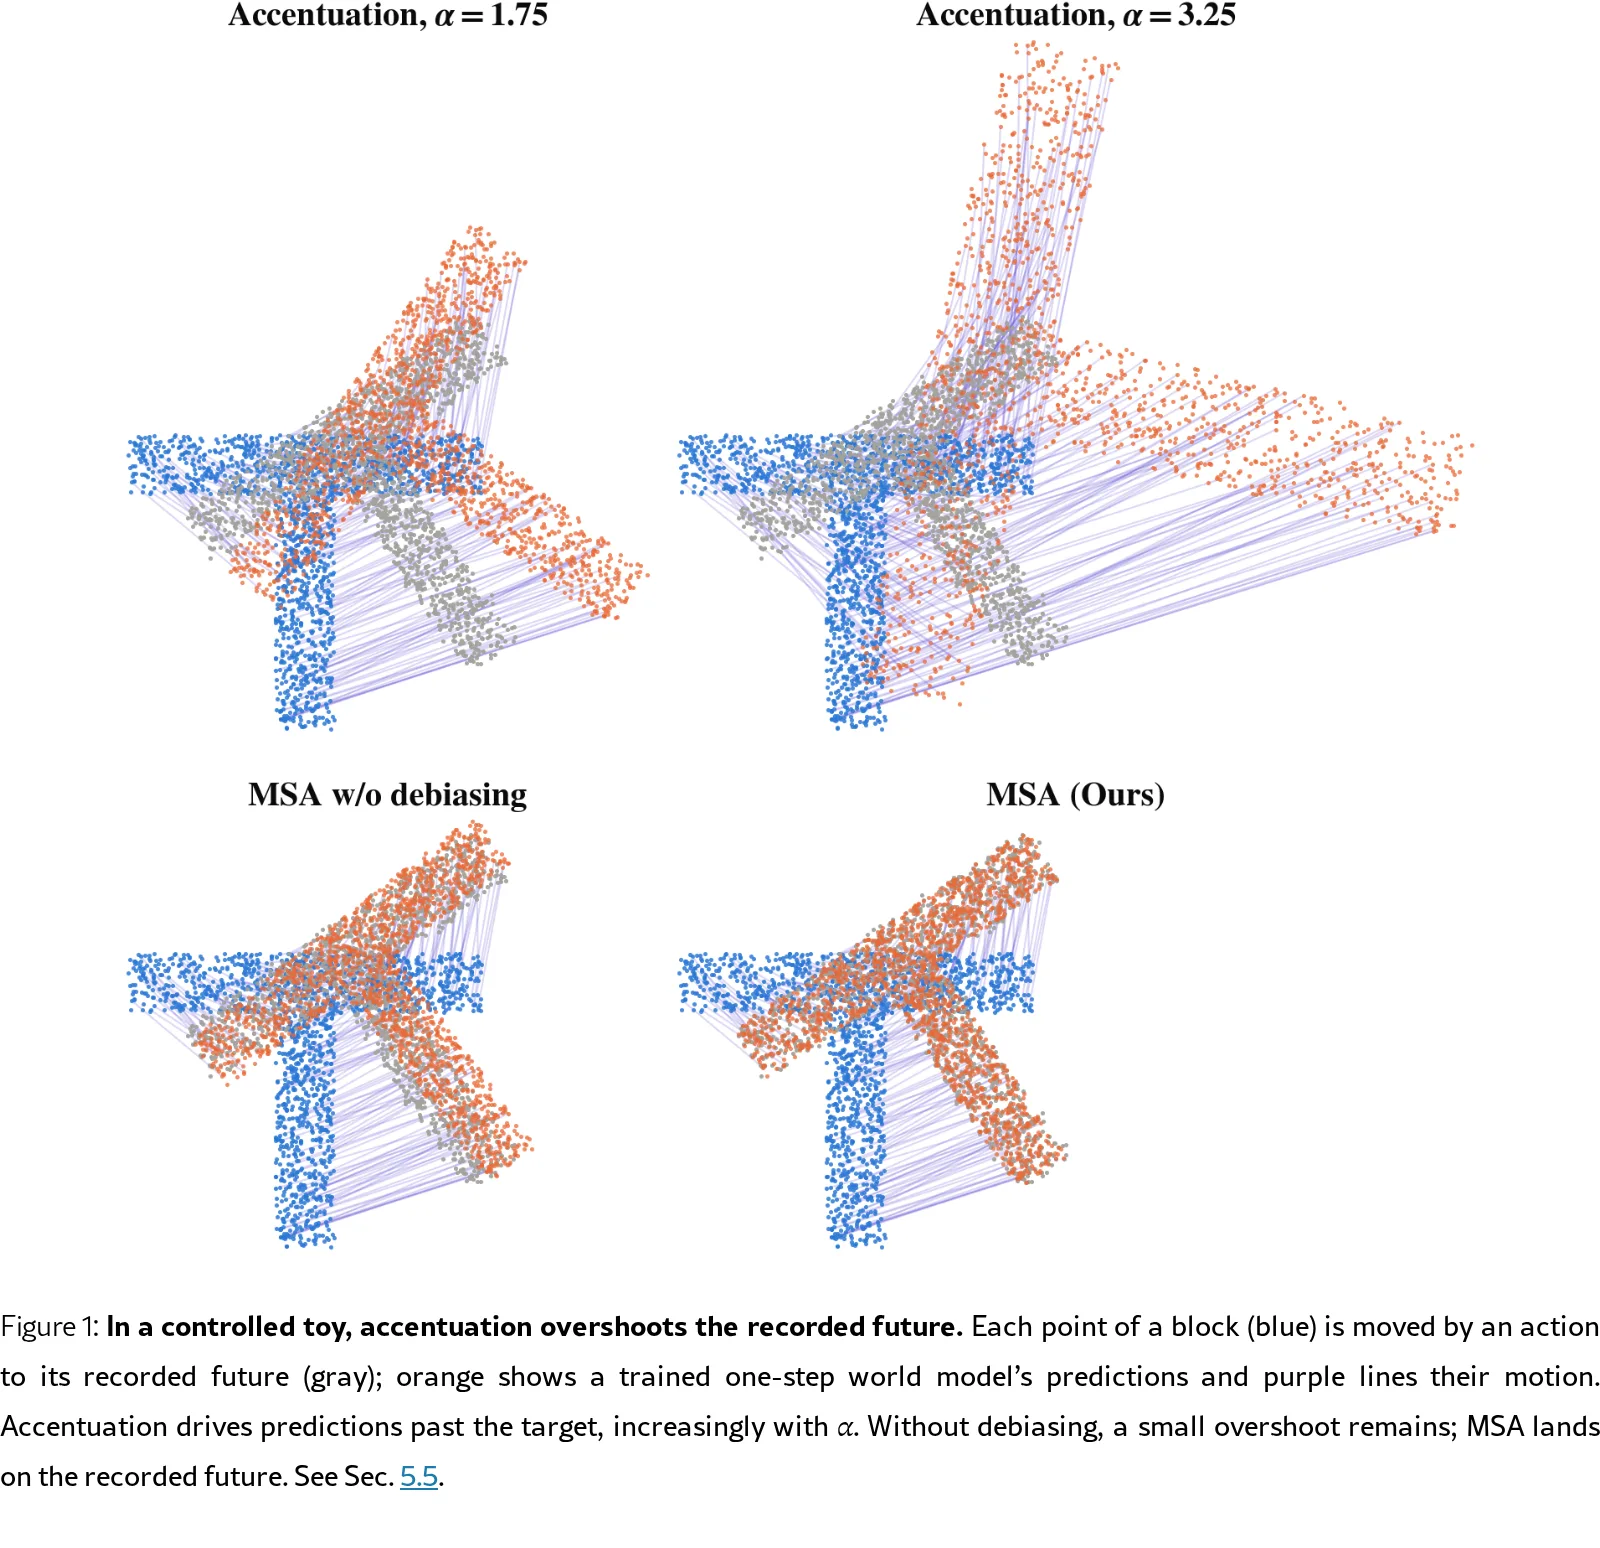 Accentuation, α = 1.75
Accentuation, α = 3.25
MSA w/o debiasing
MSA (Ours)
Figure 1: In a controlled toy, accentuation overshoots the recorded future. Each point of a block (blue) is moved by an action
to its recorded future (gray); orange shows a trained one-step world model’s predictions and purple lines their motion.
Accentuation drives predictions past the target, increasingly with α. Without debiasing, a small overshoot remains; MSA lands
on the recorded future. See Sec. 5.5.